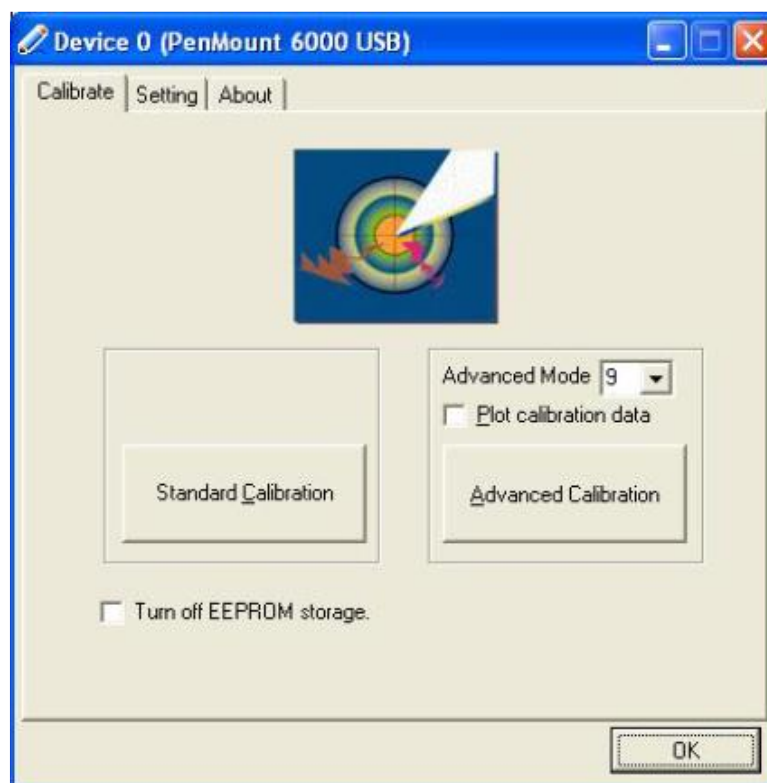 Device 0 (PenMount 6000 USB)
Calibrate Setting About
Advanced Mode 9
Plot calibration data
Standard Calibration
Advanced Calibration
Turn off EEPROM storage.
OK